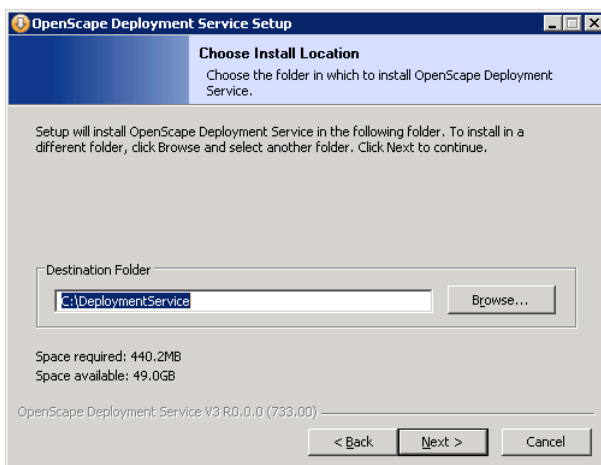 OpenScape Deployment Service Setup
Choose Install Location
Choose the folder in which to install OpenScape Deployment
Service.
Setup will install OpenScape Deployment Service in the following folder. To install in a
different folder, click Browse and select another folder. Click Next to continue.
Destination Folder
C:\DeploymentService
Browse...
Space required: 440.2MB
Space available: 49.0GB
OpenScape Deployment Service V3 R0.0.0 (733.00)
< Back
Next >
Cancel